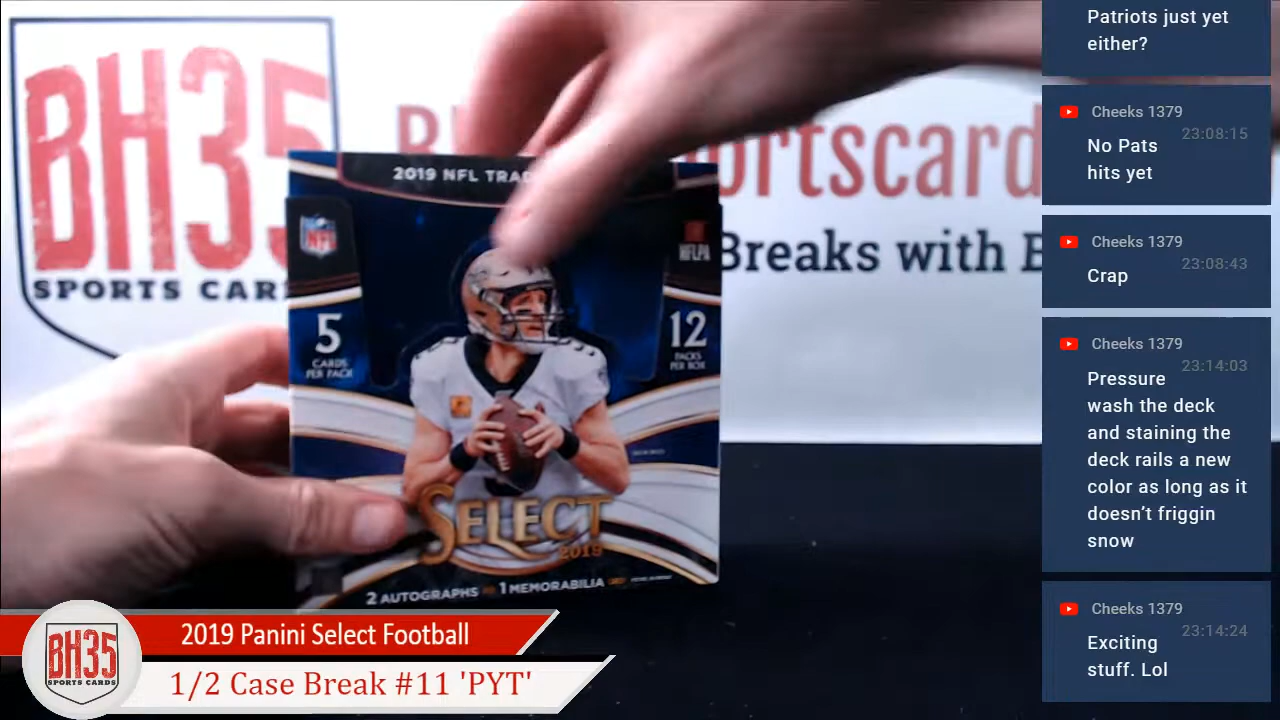 BH35
SPORTS CAR
ortscard
Breaks with B
2019 NFL TRAD
NFL
NFLPA
5
CARDS
PER PACK
12
PACKS
PER BOX
SELECT
2019
2 AUTOGRAPHS
1 MEMORABILIA
BH35
SPORTS CARDS
2019 Panini Select Football
1/2 Case Break #11 'PYT'
Patriots just yet
either?
Cheeks 1379
23:08:15
No Pats
hits yet
Cheeks 1379
23:08:43
Crap
Cheeks 1379
23:14:03
Pressure
wash the deck
and staining the
deck rails a new
color as long as it
doesn’t friggin
snow
Cheeks 1379
23:14:24
Exciting
stuff. Lol